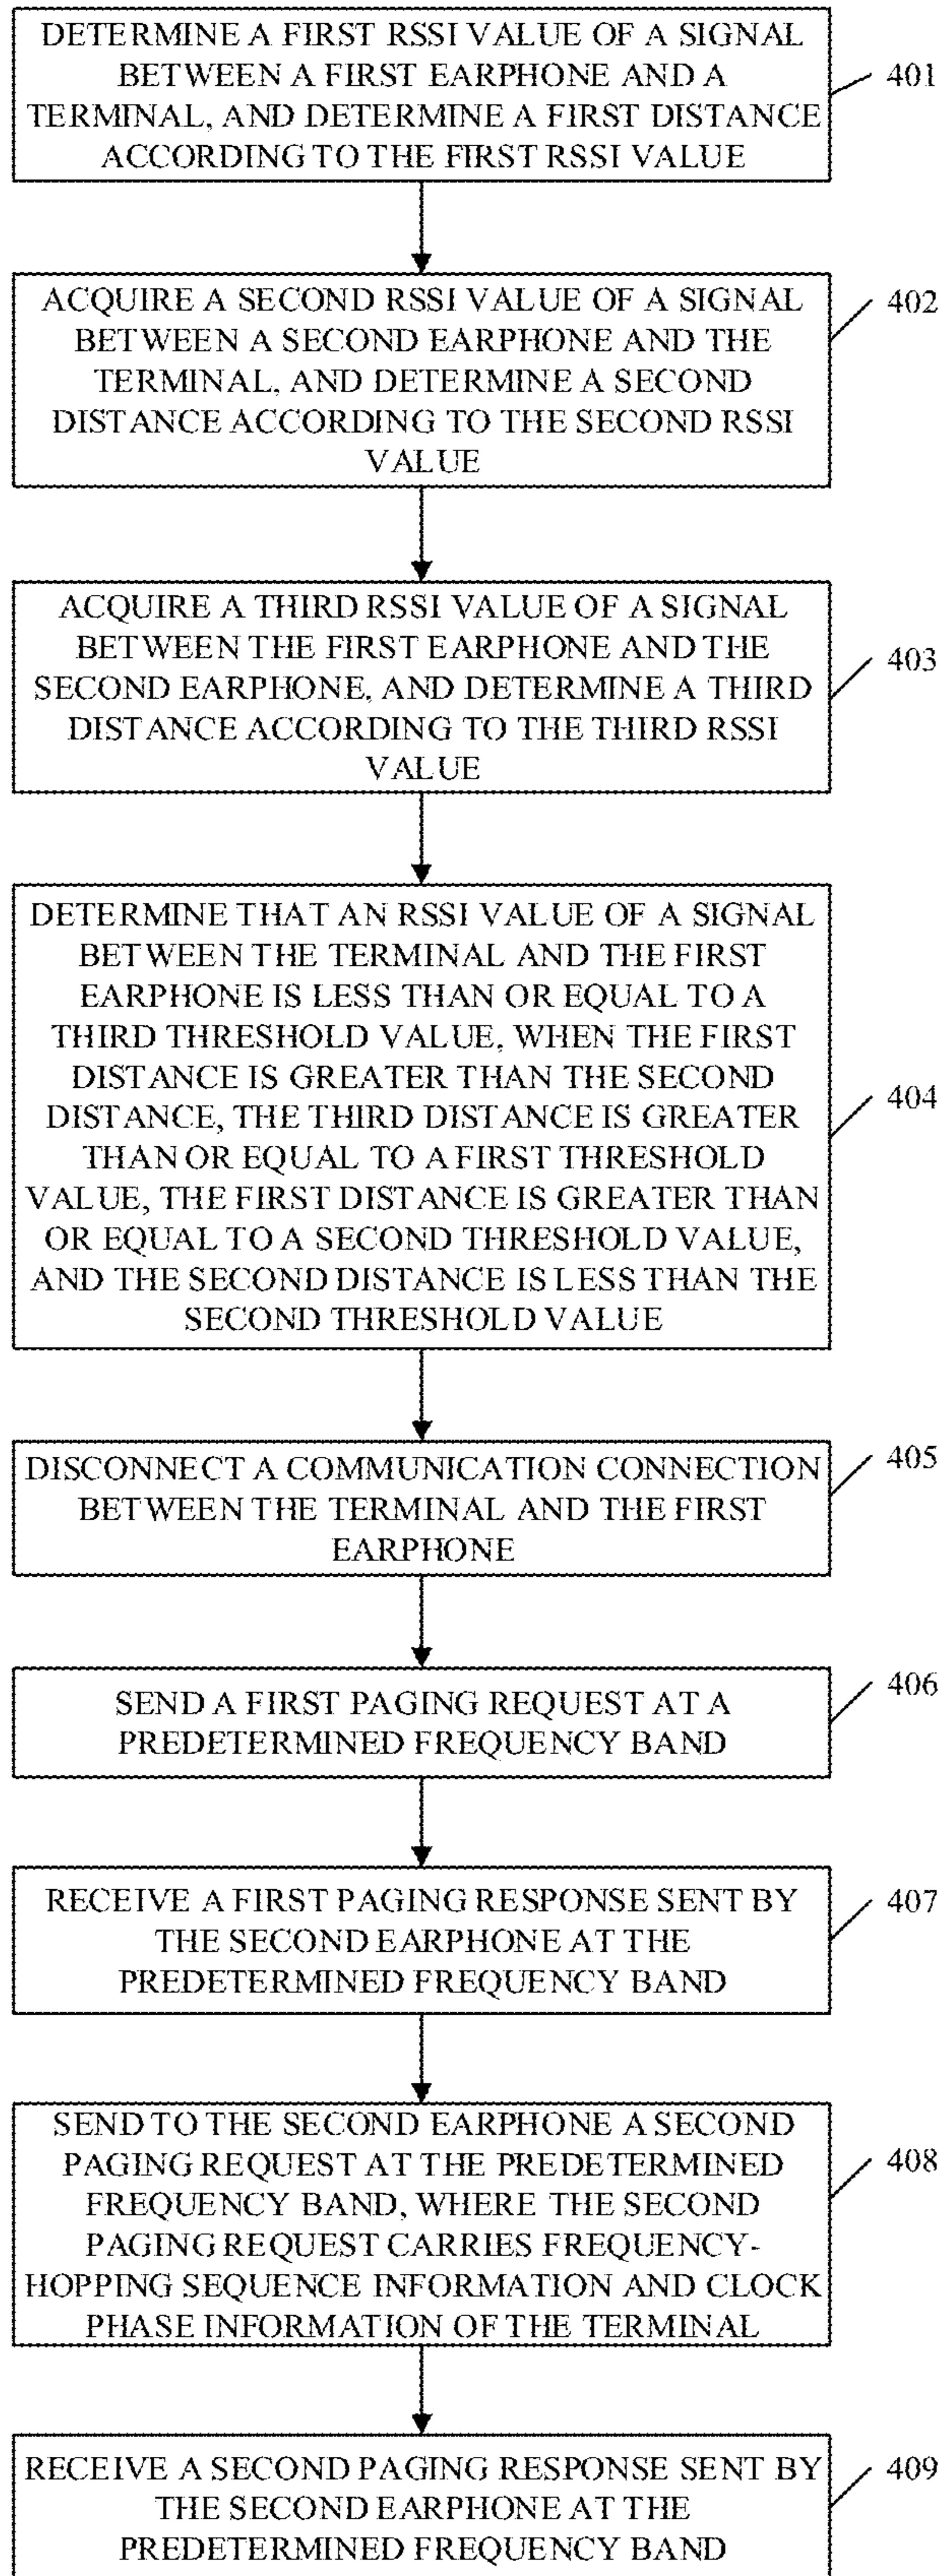 DETERMINE A FIRST RSSI VALUE OF A SIGNAL
BETWEEN A FIRST EARPHONE AND A
TERMINAL, AND DETERMINE A FIRST DISTANCE
ACCORDING TO THE FIRST RSSI VALUE
401
ACQUIRE A SECOND RSSI VALUE OF A SIGNAL
BETWEEN A SECOND EARPHONE AND THE
TERMINAL, AND DETERMINE A SECOND
DISTANCE ACCORDING TO THE SECOND RSSI
VALUE
402
ACQUIRE A THIRD RSSI VALUE OF A SIGNAL
BETWEEN THE FIRST EARPHONE AND THE
SECOND EARPHONE, AND DETERMINE A THIRD
DISTANCE ACCORDING TO THE THIRD RSSI
VALUE
403
DETERMINE THAT AN RSSI VALUE OF A SIGNAL
BETWEEN THE TERMINAL AND THE FIRST
EARPHONE IS LESS THAN OR EQUAL TO A
THIRD THRESHOLD VALUE, WHEN THE FIRST
DISTANCE IS GREATER THAN THE SECOND
DISTANCE, THE THIRD DISTANCE IS GREATER
THAN OR EQUAL TO A FIRST THRESHOLD
VALUE, THE FIRST DISTANCE IS GREATER THAN
OR EQUAL TO A SECOND THRESHOLD VALUE,
AND THE SECOND DISTANCE IS LESS THAN THE
SECOND THRESHOLD VALUE
404
DISCONNECT A COMMUNICATION CONNECTION
BETWEEN THE TERMINAL AND THE FIRST
EARPHONE
405
SEND A FIRST PAGING REQUEST AT A
PREDETERMINED FREQUENCY BAND
406
RECEIVE A FIRST PAGING RESPONSE SENT BY
THE SECOND EARPHONE AT THE
PREDETERMINED FREQUENCY BAND
407
SEND TO THE SECOND EARPHONE A SECOND
PAGING REQUEST AT THE PREDETERMINED
FREQUENCY BAND, WHERE THE SECOND
PAGING REQUEST CARRIES FREQUENCY-
HOPPING SEQUENCE INFORMATION AND CLOCK
PHASE INFORMATION OF THE TERMINAL
408
RECEIVE A SECOND PAGING RESPONSE SENT BY
THE SECOND EARPHONE AT THE
PREDETERMINED FREQUENCY BAND
409